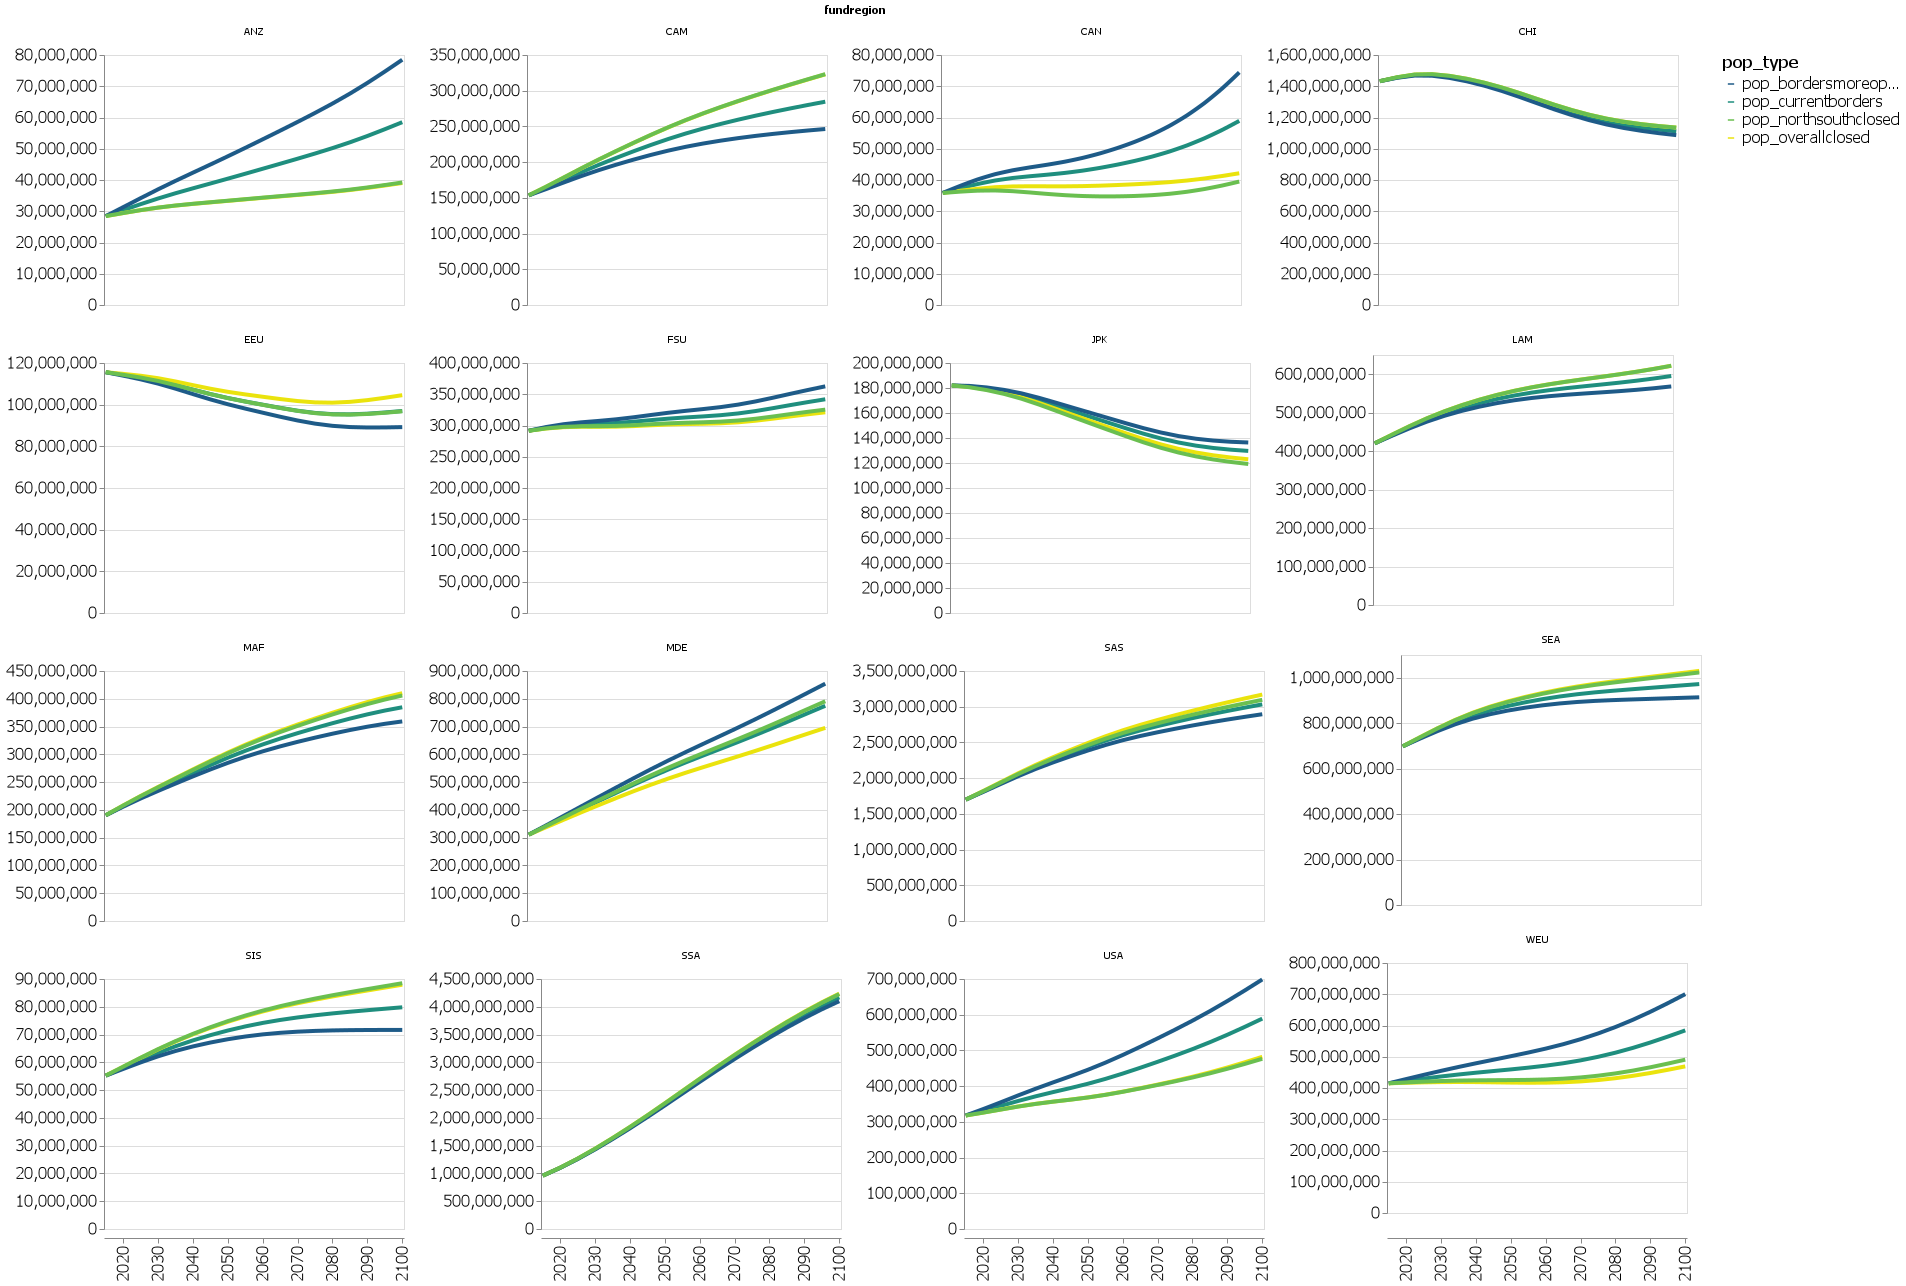 fundregion
ANZ CAM CAN CHI
80,000,000 350,000,000 80,000,000 1,600,000,000
70,000,000 300,000,000 70,000,000 1,400,000,000
60,000,000 250,000,000 60,000,000 1,200,000,000
50,000,000 200,000,000 50,000,000 1,000,000,000
40,000,000 150,000,000 40,000,000 800,000,000
30,000,000 100,000,000 30,000,000 600,000,000
20,000,000 50,000,000 20,000,000 400,000,000
10,000,000 0 10,000,000 200,000,000
0 0 0
pop_type
pop_bordersmoreop...
pop_currentborders
pop_northsouthclosed
pop_overallclosed
EEU FSU JPK LAM
120,000,000 400,000,000 200,000,000 600,000,000
100,000,000 350,000,000 180,000,000 500,000,000
80,000,000 300,000,000 160,000,000 400,000,000
60,000,000 250,000,000 140,000,000 300,000,000
40,000,000 200,000,000 120,000,000 200,000,000
20,000,000 150,000,000 100,000,000 100,000,000
0 100,000,000 80,000,000 0
50,000,000 60,000,000
0 40,000,000
20,000,000
0
MAF MDE SAS SEA
450,000,000 900,000,000 3,500,000,000 1,000,000,000
400,000,000 800,000,000 3,000,000,000 800,000,000
350,000,000 700,000,000 2,500,000,000 600,000,000
300,000,000 600,000,000 2,000,000,000 400,000,000
250,000,000 500,000,000 1,500,000,000 200,000,000
200,000,000 400,000,000 1,000,000,000 0
150,000,000 300,000,000 500,000,000
100,000,000 200,000,000 0
50,000,000 100,000,000
0 0
SIS SSA USA WEU
90,000,000 4,500,000,000 700,000,000 800,000,000
80,000,000 4,000,000,000 600,000,000 700,000,000
70,000,000 3,500,000,000 500,000,000 600,000,000
60,000,000 3,000,000,000 400,000,000 500,000,000
50,000,000 2,500,000,000 300,000,000 400,000,000
40,000,000 2,000,000,000 200,000,000 300,000,000
30,000,000 1,500,000,000 100,000,000 200,000,000
20,000,000 1,000,000,000 0 100,000,000
10,000,000 500,000,000 0
0 0
2020 2030 2040 2050 2060 2070 2080 2090 2100
2020 2030 2040 2050 2060 2070 2080 2090 2100
2020 2030 2040 2050 2060 2070 2080 2090 2100
2020 2030 2040 2050 2060 2070 2080 2090 2100